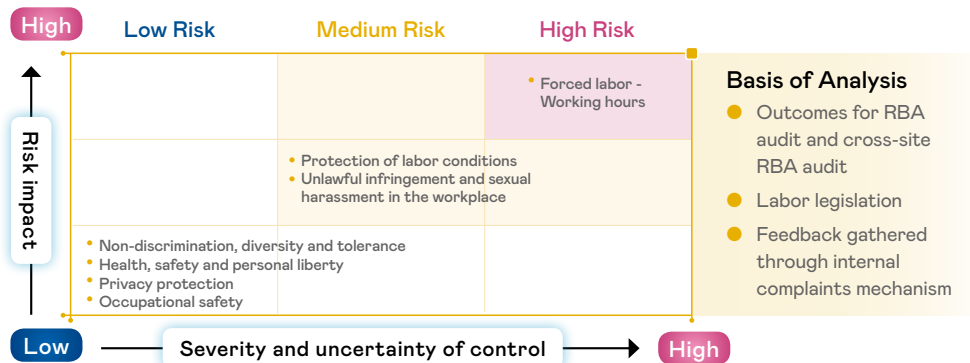 High
Low Risk
Medium Risk
High Risk
Risk impact
• Forced labor -
Working hours
• Protection of labor conditions
• Unlawful infringement and sexual
harassment in the workplace
• Non-discrimination, diversity and tolerance
• Health, safety and personal liberty
• Privacy protection
• Occupational safety
Low
Severity and uncertainty of control
High
Basis of Analysis
● Outcomes for RBA
audit and cross-site
RBA audit
● Labor legislation
● Feedback gathered
through internal
complaints mechanism